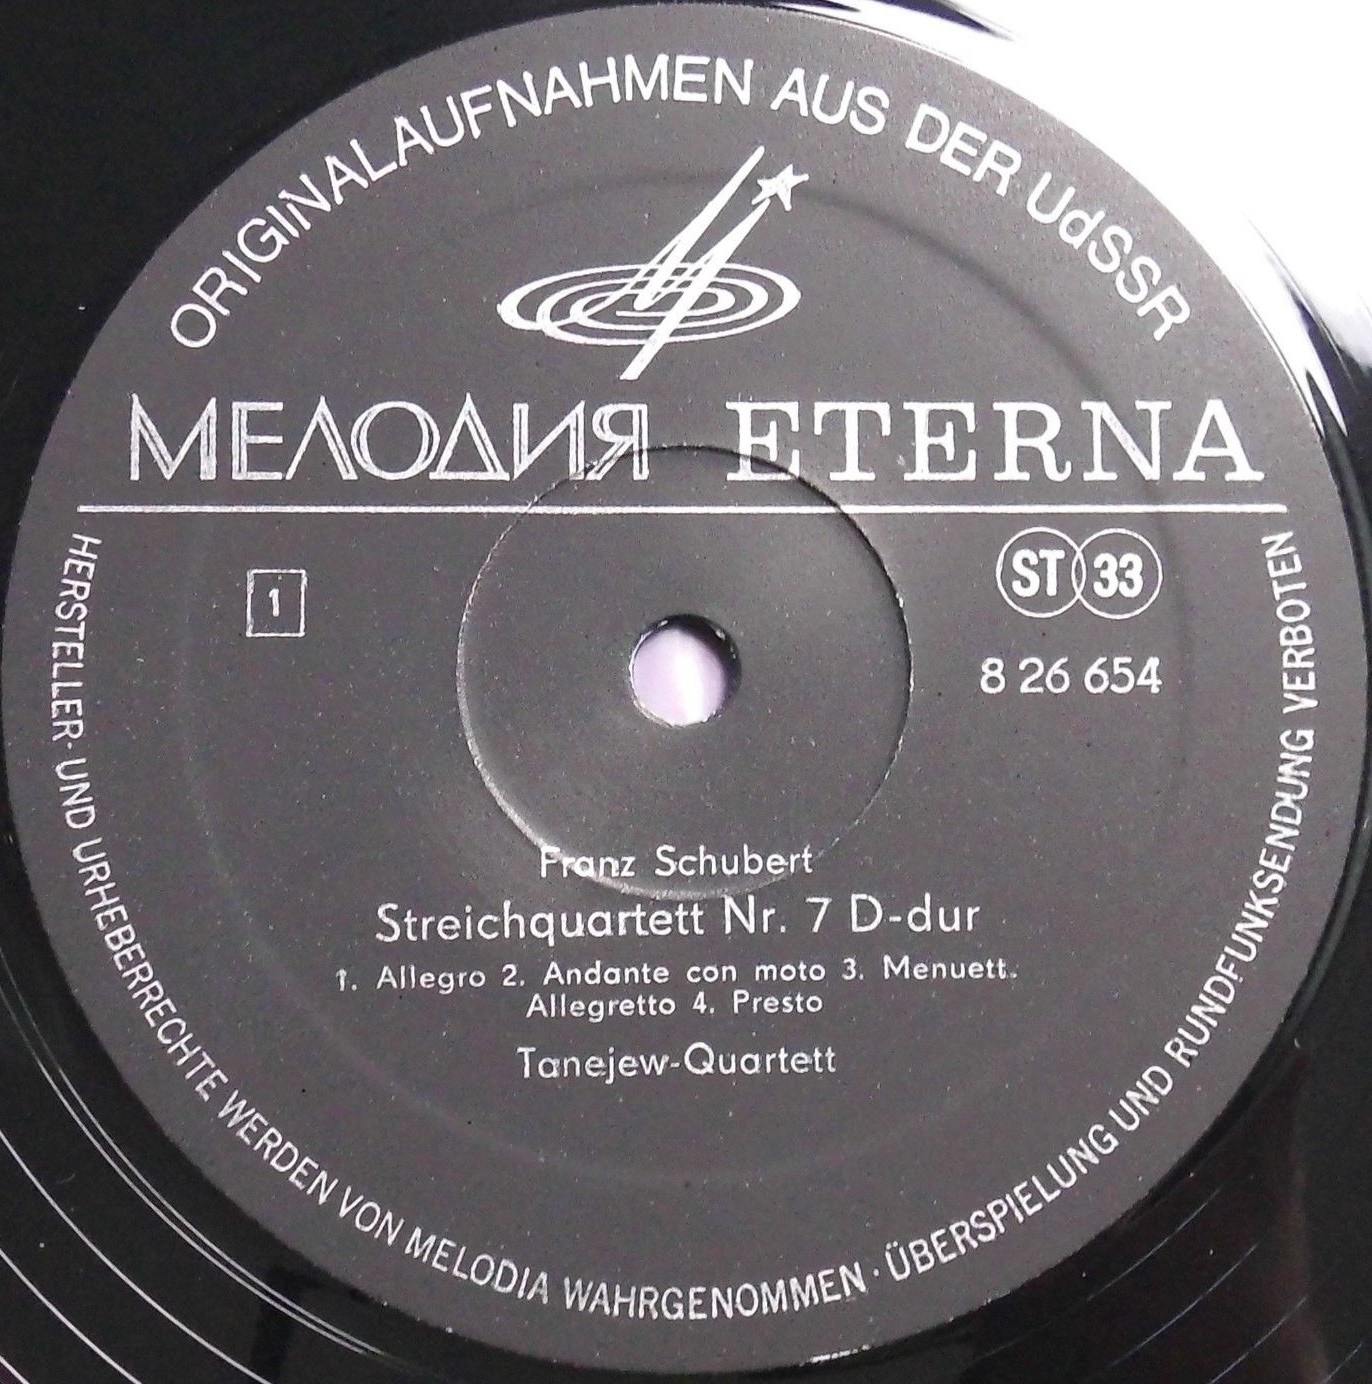 ORIGINALAUFNAHMEN AUS DER UdSSR
МЕЛОДИЯ ETERNA
1
ST 33
8 26 654
Franz Schubert
Streichquartett Nr. 7 D-dur
1. Allegro 2. Andante con moto 3. Menuett.
Allegretto 4. Presto
Tanejew-Quartett
HERSTELLER- UND URHEBERRECHTE WERDEN VON MELODIA WAHRGENOMMEN · ÜBERSPIELUNG UND RUNDFUNKSENDUNG VERBOTEN